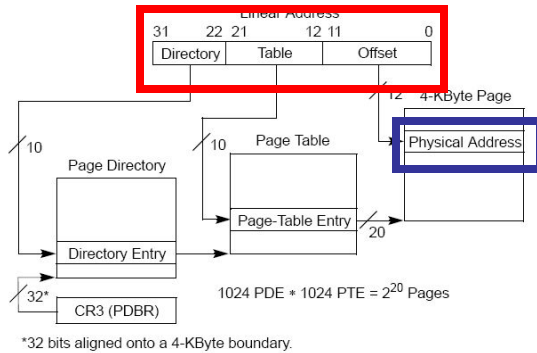 Linear Address
31 22 21 12 11 0
Directory Table Offset
12 4-KByte Page
10 10 Page Table Physical Address
Page Directory
Page-Table Entry 20
Directory Entry
32* 1024 PDE * 1024 PTE = 2^20 Pages
CR3 (PDBR)
*32 bits aligned onto a 4-KByte boundary.